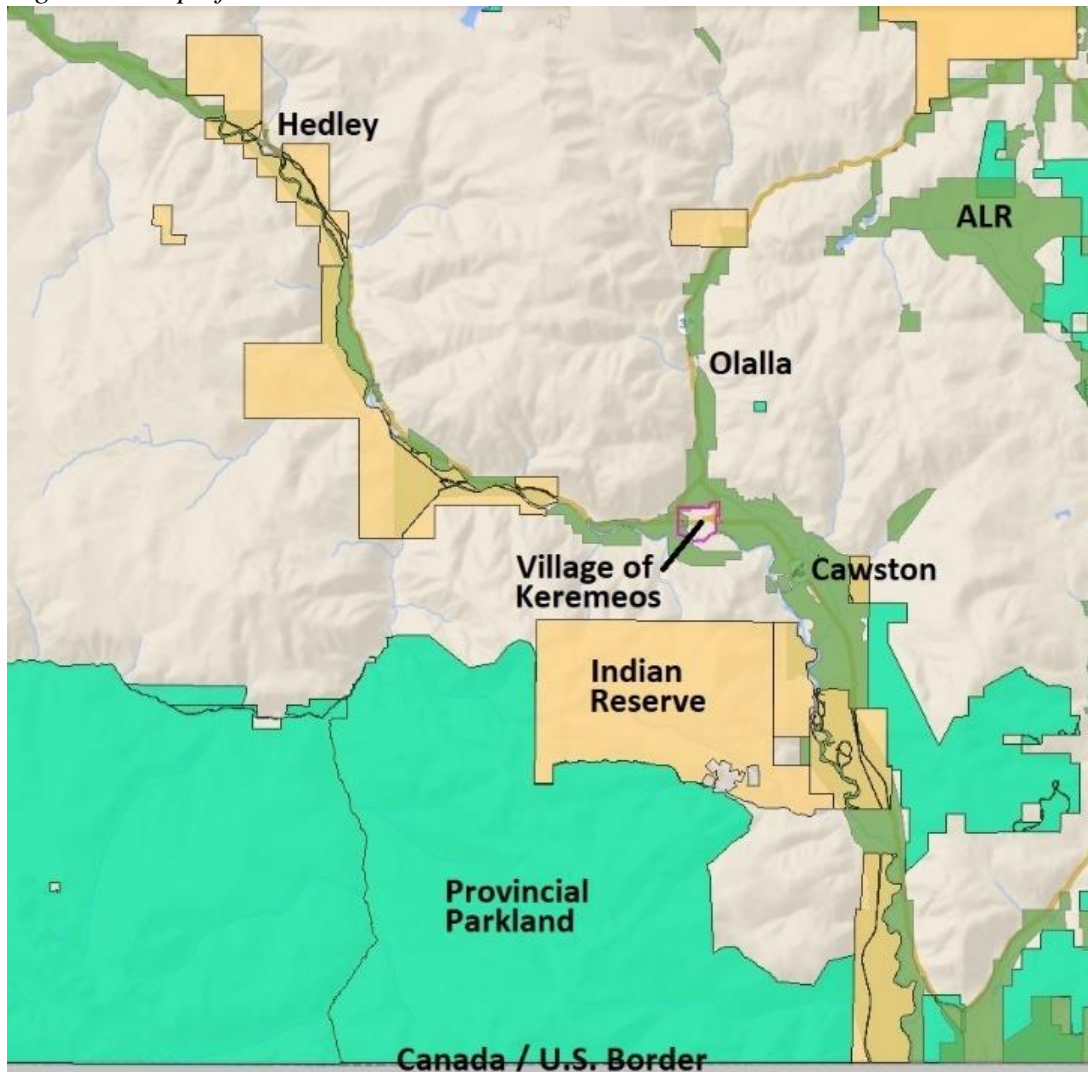 Hedley
ALR
Olalla
Village of
Keremeos
Cawston
Indian
Reserve
Provincial
Parkland
Canada / U.S. Border